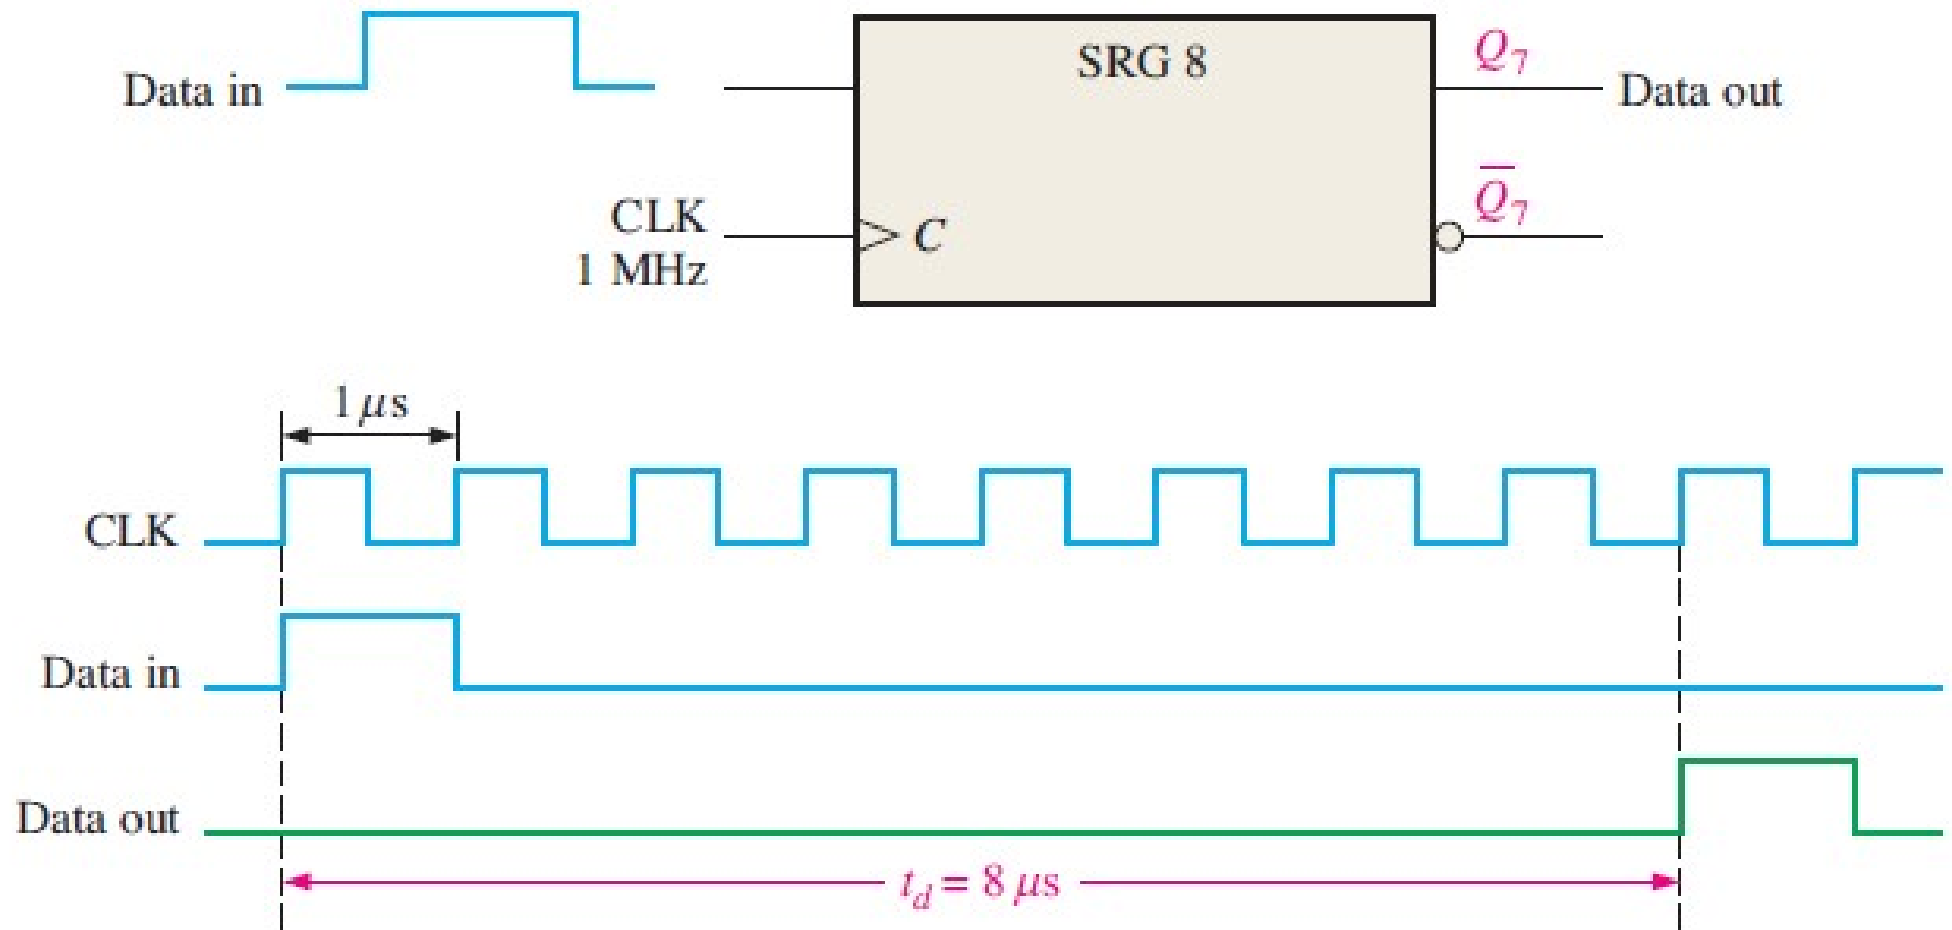 SRG 8
Q₇
Data in
Data out
Q̅₇
CLK
C
1 MHz
1 μs
CLK
Data in
Data out
t_d = 8 μs